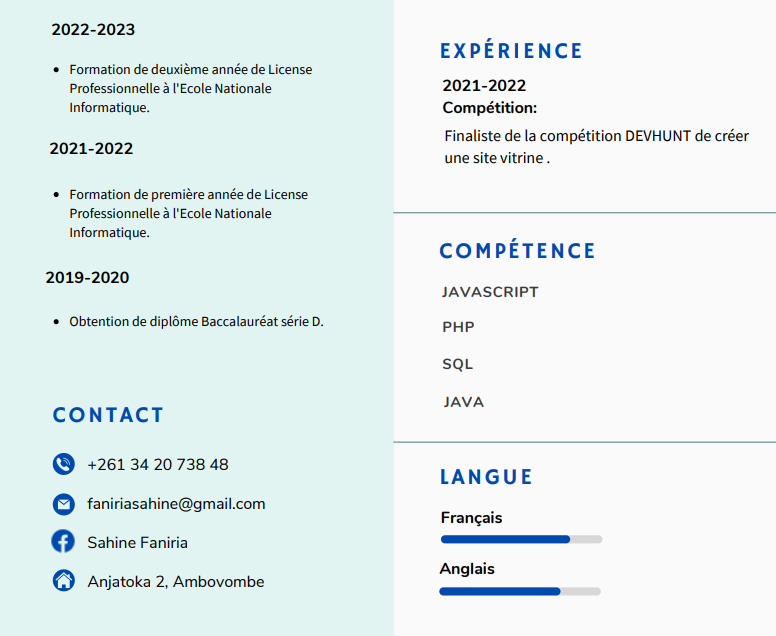 2022-2023
• Formation de deuxième année de License
Professionnelle à l'Ecole Nationale
Informatique.
2021-2022
• Formation de première année de License
Professionnelle à l'Ecole Nationale
Informatique.
2019-2020
• Obtention de diplôme Baccalauréat série D.
CONTACT
+261 34 20 738 48
faniriasahine@gmail.com
Sahine Faniria
Anjatoka 2, Ambovombe
EXPÉRIENCE
2021-2022
Compétition:
Finaliste de la compétition DEVHUNT de créer
une site vitrine .
COMPÉTENCE
JAVASCRIPT
PHP
SQL
JAVA
LANGUE
Français
Anglais